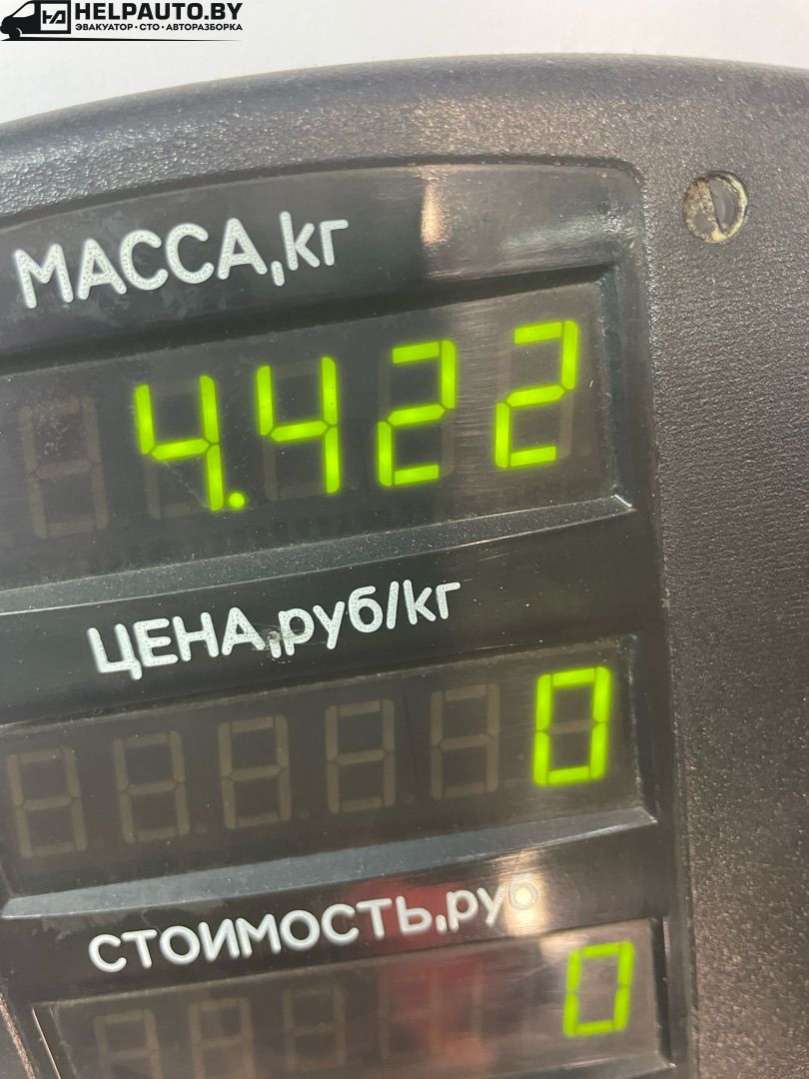 HELPAUTO.BY
ЭВАКУАТОР • СТО • АВТОРАЗБОРКА
МАССА,кг
4.422
ЦЕНА,руб/кг
0
СТОИМОСТЬ,руб
0